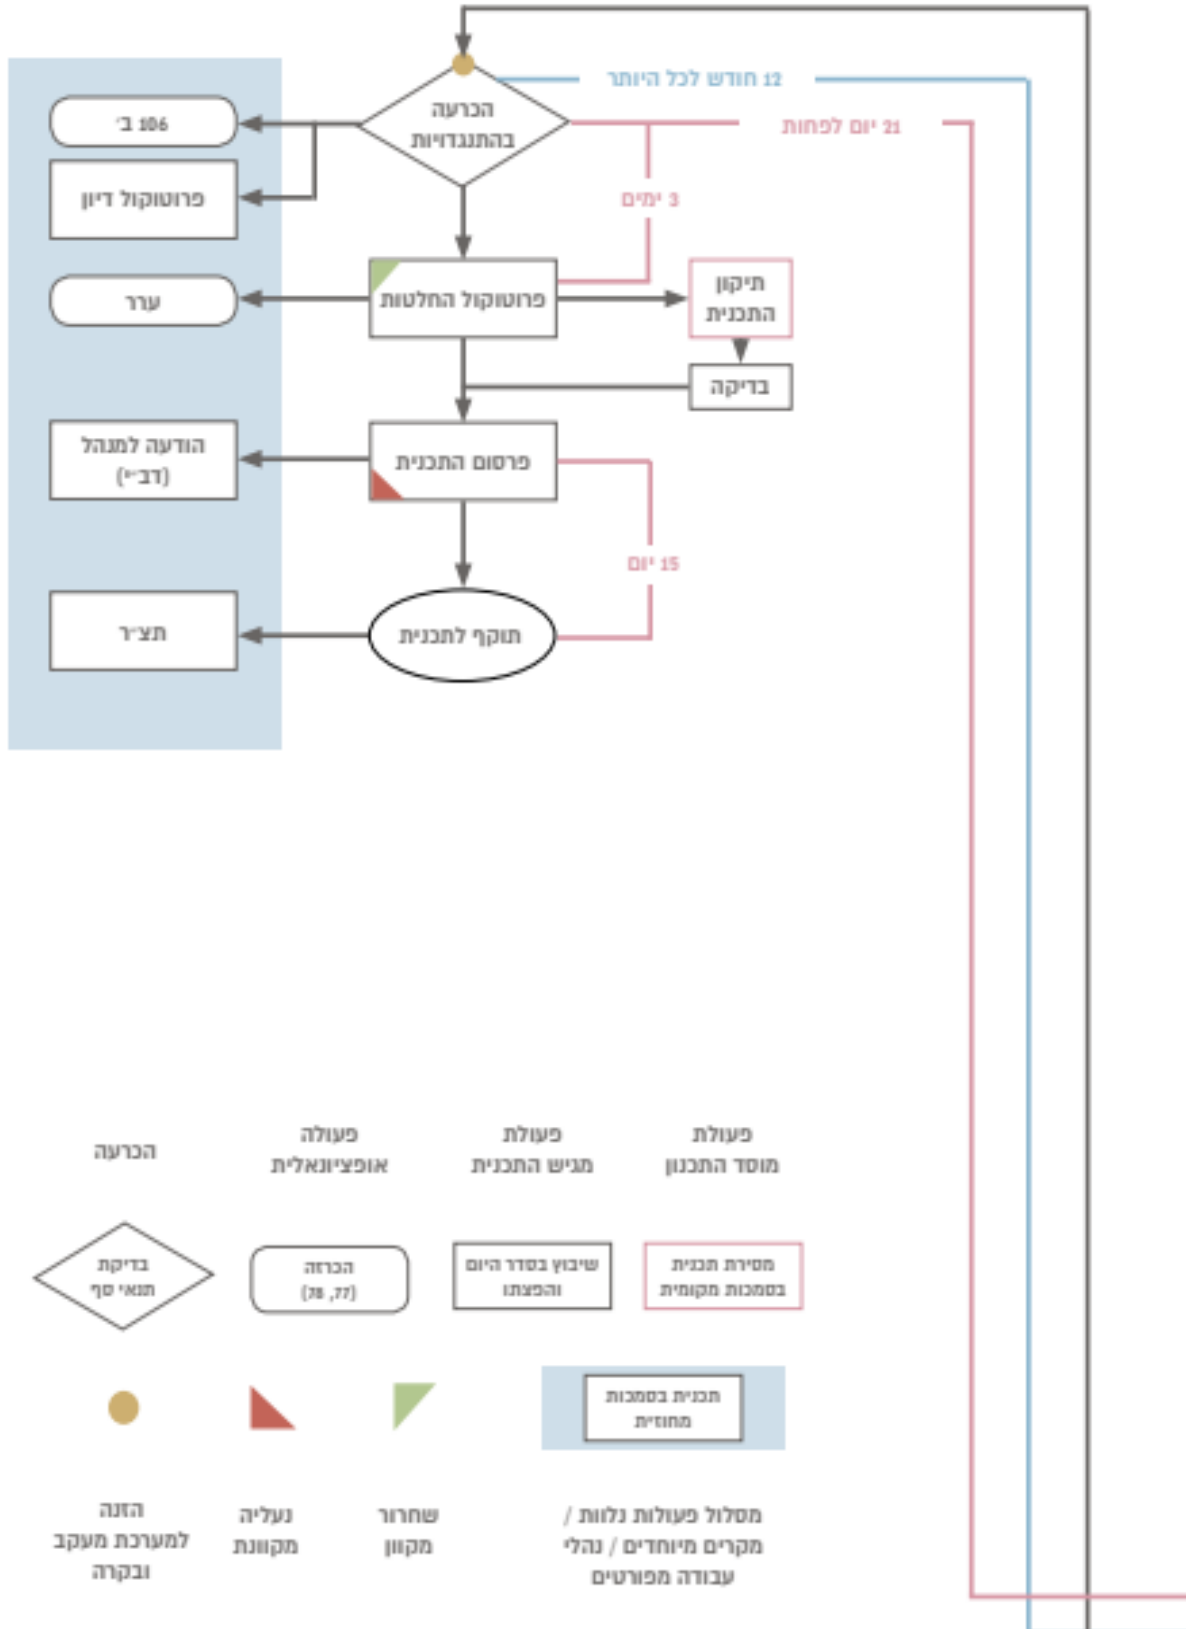 12 חודש לכל היותר
הכרעה
בהתנגדויות
21 יום לפחות
106 ב'
3 ימים
פרוטוקול דיון
תיקון
התכנית
פרוטוקול החלטות
ערר
בדיקה
פרסום התכנית
הודעה למנהל
(דב״י)
15 יום
תוקף לתכנית
תצ״ר
פעולת
מוסד התכנון
פעולת
מגיש התכנית
פעולה
אופציונאלית
הכרעה
מסירת תכנית
בסמכות מקומית
שיבוץ בסדר היום
והפצתו
הכרזה
(77, 78)
בדיקת
תנאי סף
תכנית בסמכות
מחוזית
מסלול פעולות נלוות /
מקרים מיוחדים / נהלי
עבודה מפורטים
שחרור
מקוון
נעליה
מקוונת
הזנה
למערכת מעקב
ובקרה